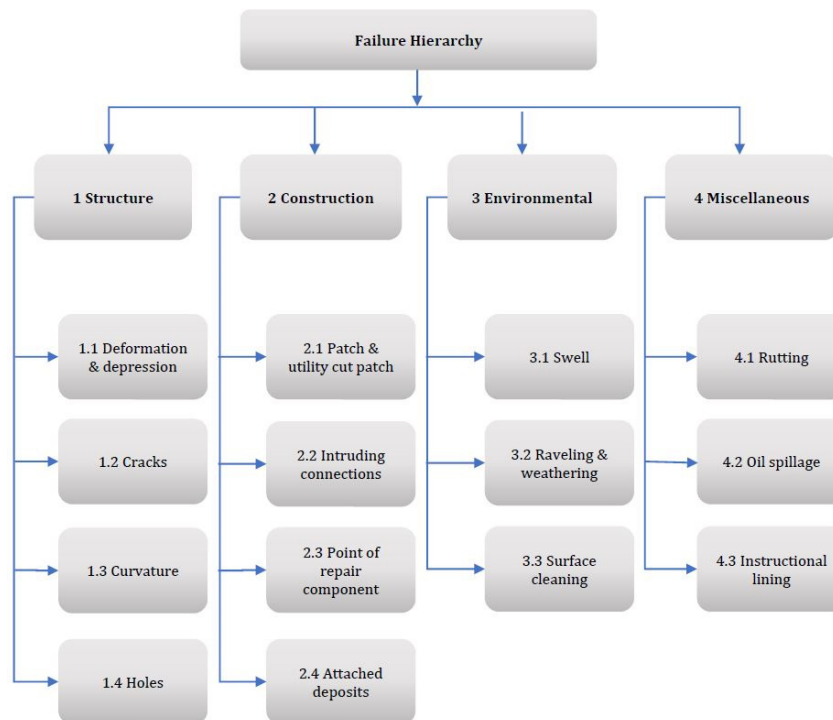 Failure Hierarchy
1 Structure
2 Construction
3 Environmental
4 Miscellaneous
1.1 Deformation
& depression
2.1 Patch &
utility cut patch
3.1 Swell
4.1 Rutting
1.2 Cracks
2.2 Intruding
connections
3.2 Raveling &
weathering
4.2 Oil spillage
1.3 Curvature
2.3 Point of
repair
component
3.3 Surface
cleaning
4.3 Instructional
lining
1.4 Holes
2.4 Attached
deposits